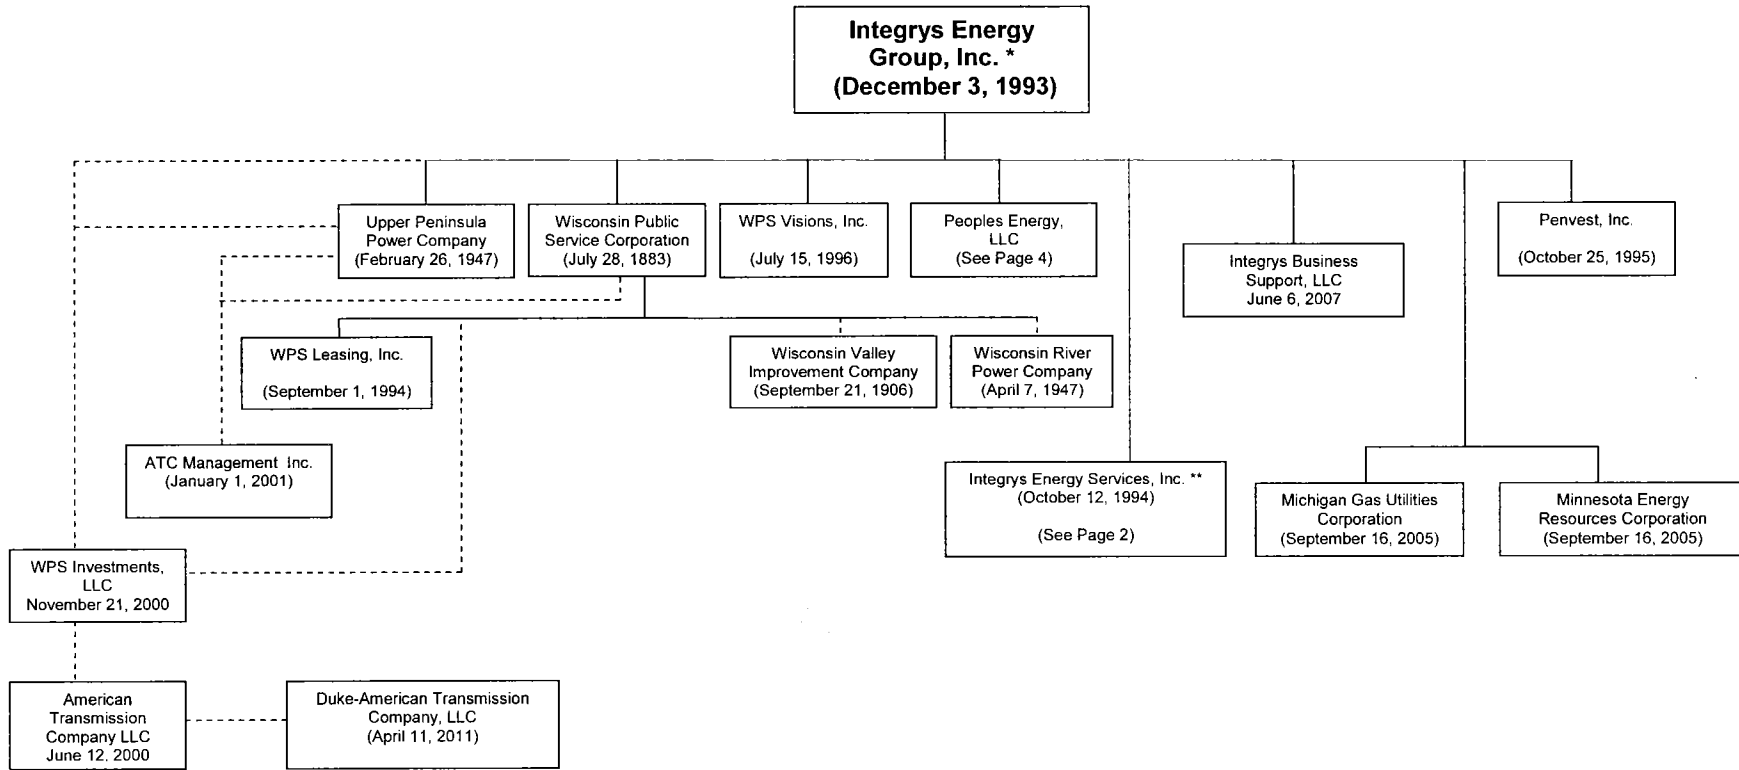 Integrys Energy
Group, Inc. *
(December 3, 1993)
Upper Peninsula
Power Company
(February 26, 1947)
Wisconsin Public
Service Corporation
(July 28, 1883)
WPS Visions, Inc.
(July 15, 1996)
Peoples Energy,
LLC
(See Page 4)
Integrys Business
Support, LLC
June 6, 2007
Penvest, Inc.
(October 25, 1995)
WPS Leasing, Inc.
(September 1, 1994)
Wisconsin Valley
Improvement Company
(September 21, 1906)
Wisconsin River
Power Company
(April 7, 1947)
ATC Management Inc.
(January 1, 2001)
Integrys Energy Services, Inc. **
(October 12, 1994)
(See Page 2)
Michigan Gas Utilities
Corporation
(September 16, 2005)
Minnesota Energy
Resources Corporation
(September 16, 2005)
WPS Investments,
LLC
November 21, 2000
American
Transmission
Company LLC
June 12, 2000
Duke-American Transmission
Company, LLC
(April 11, 2011)